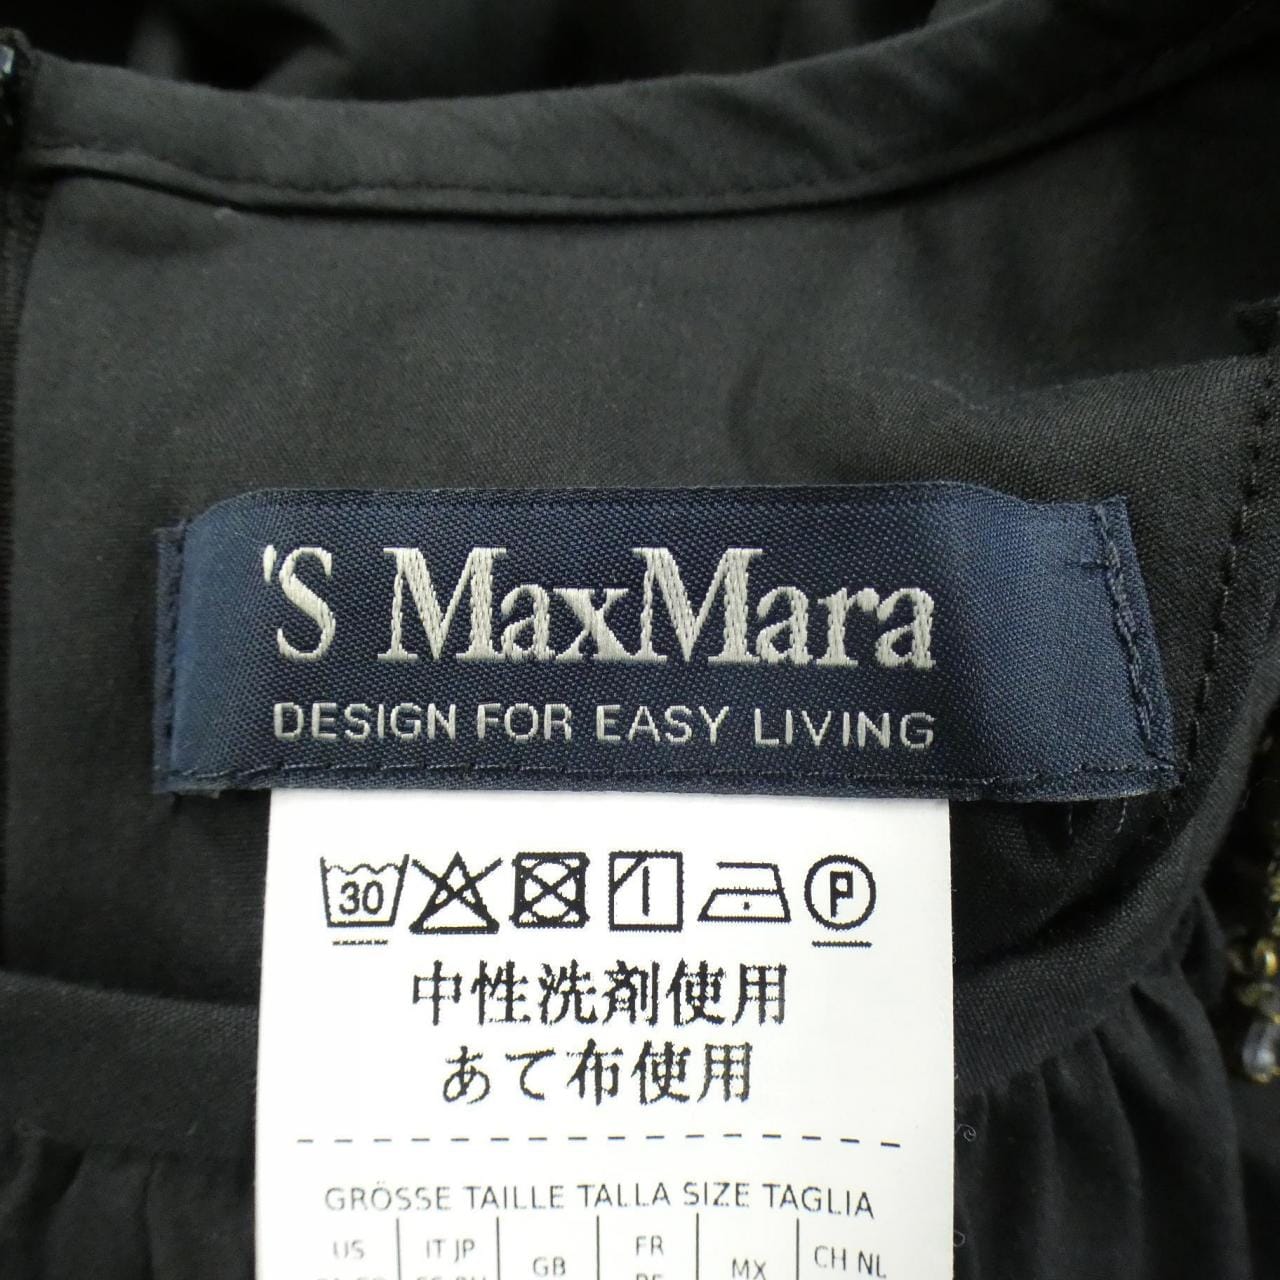 'S MaxMara
DESIGN FOR EASY LIVING
30 P
中性洗剤使用
あて布使用
GRÖSSE TAILLE TALLA SIZE TAGLIA
US IT JP GB FR MX CH NL